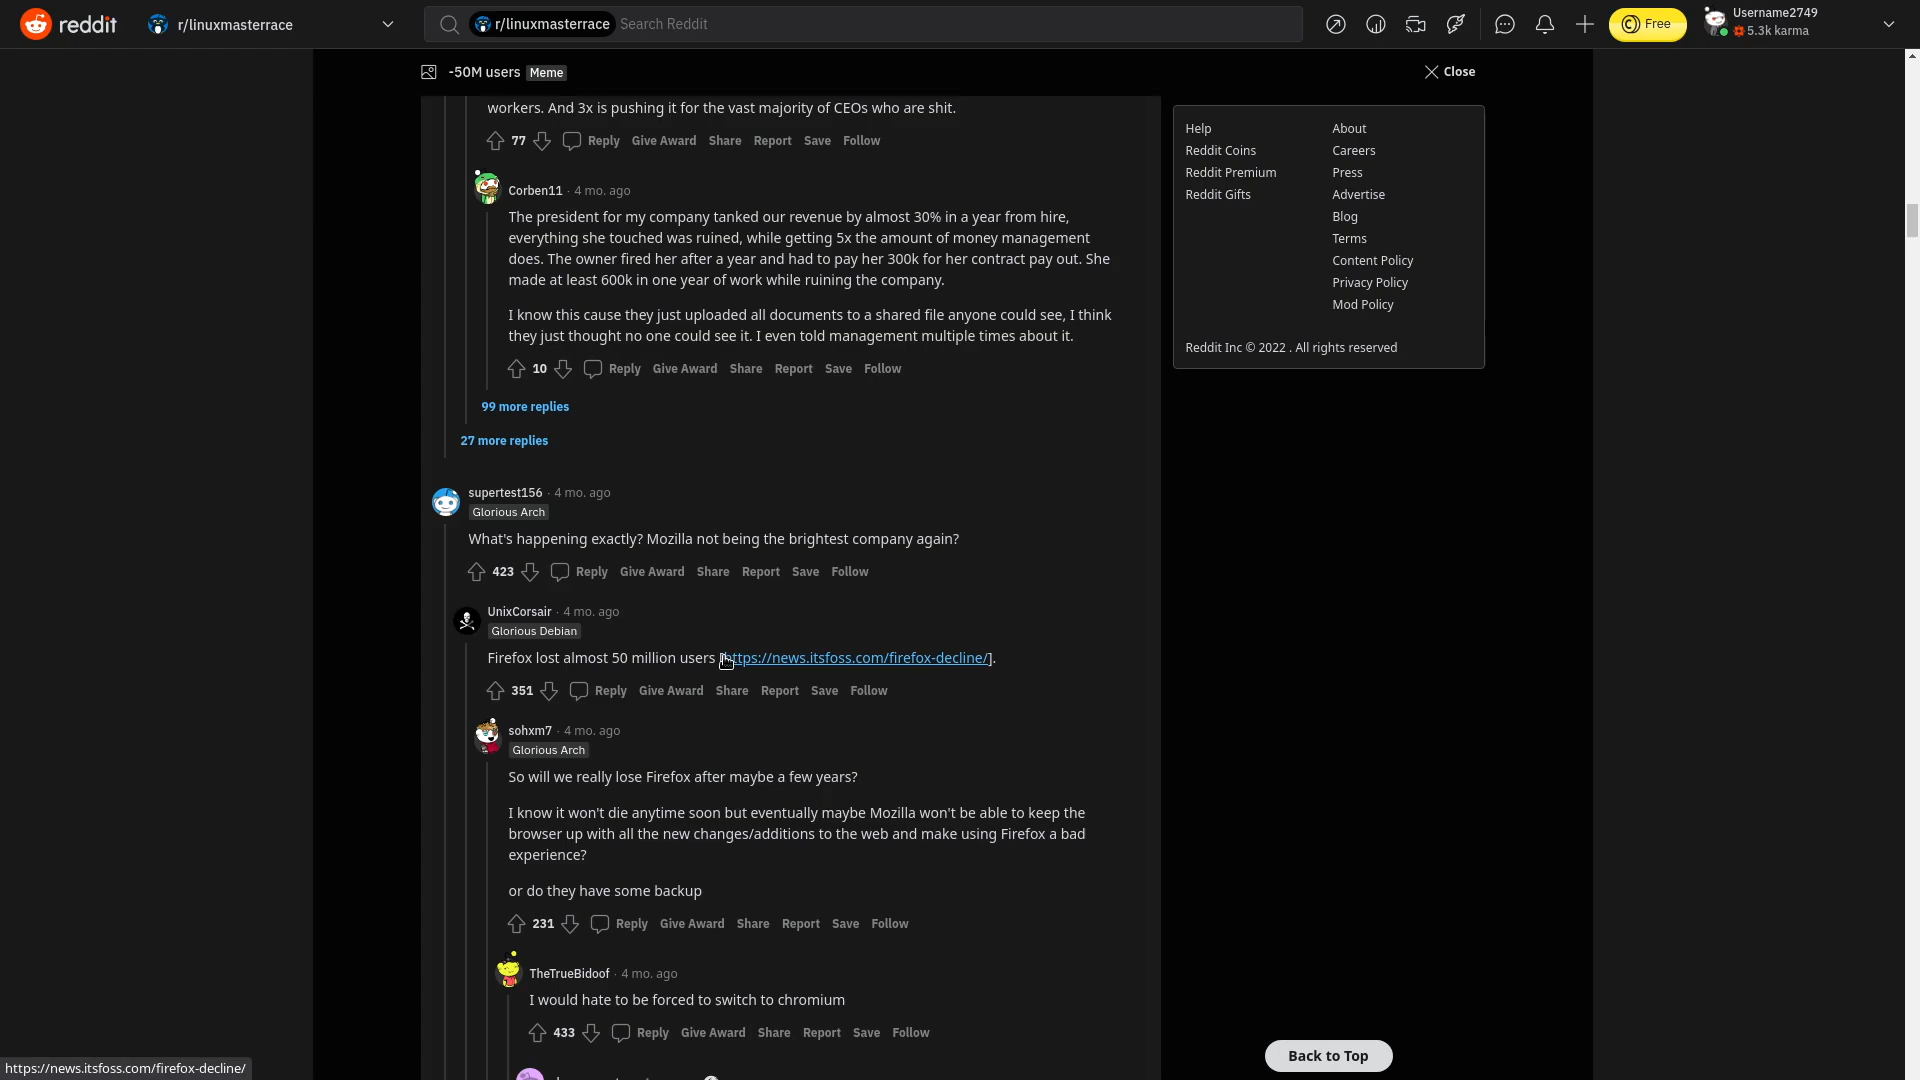 reddit
r/linuxmasterrace
r/linuxmasterrace Search Reddit
Free
Username2749
5.3k karma
-50M users Meme
Close
workers. And 3x is pushing it for the vast majority of CEOs who are shit.
77 Reply Give Award Share Report Save Follow
Corben11 · 4 mo. ago
The president for my company tanked our revenue by almost 30% in a year from hire,
everything she touched was ruined, while getting 5x the amount of money management
does. The owner fired her after a year and had to pay her 300k for her contract pay out. She
made at least 600k in one year of work while ruining the company.
I know this cause they just uploaded all documents to a shared file anyone could see, I think
they just thought no one could see it. I even told management multiple times about it.
10 Reply Give Award Share Report Save Follow
99 more replies
27 more replies
supertest156 · 4 mo. ago
Glorious Arch
What's happening exactly? Mozilla not being the brightest company again?
423 Reply Give Award Share Report Save Follow
UnixCorsair · 4 mo. ago
Glorious Debian
Firefox lost almost 50 million users [https://news.itsfoss.com/firefox-decline/].
351 Reply Give Award Share Report Save Follow
sohxm7 · 4 mo. ago
Glorious Arch
So will we really lose Firefox after maybe a few years?
I know it won't die anytime soon but eventually maybe Mozilla won't be able to keep the
browser up with all the new changes/additions to the web and make using Firefox a bad
experience?
or do they have some backup
231 Reply Give Award Share Report Save Follow
TheTrueBidoof · 4 mo. ago
I would hate to be forced to switch to chromium
433 Reply Give Award Share Report Save Follow
Help
Reddit Coins
Reddit Premium
Reddit Gifts
About
Careers
Press
Advertise
Blog
Terms
Content Policy
Privacy Policy
Mod Policy
Reddit Inc © 2022 . All rights reserved
Back to Top
https://news.itsfoss.com/firefox-decline/